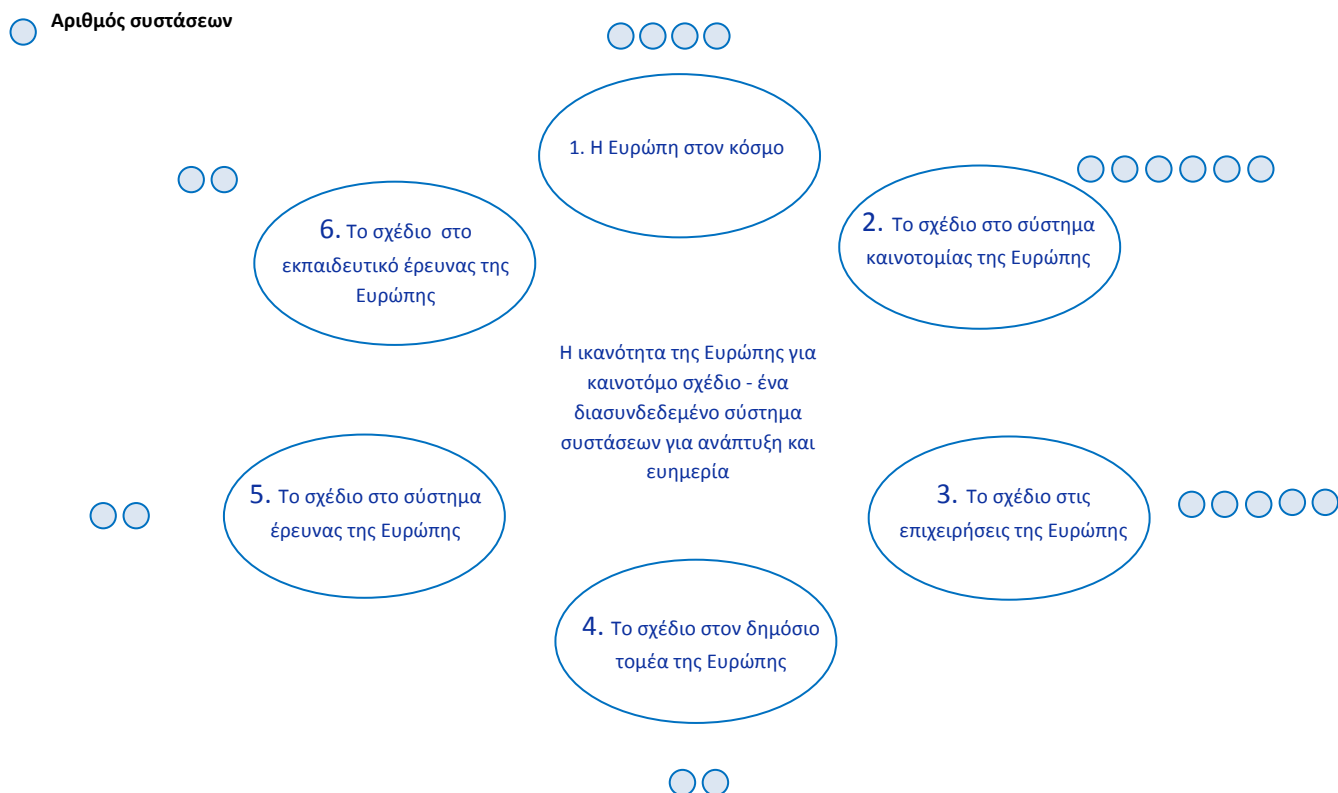 Αριθμός συστάσεων
1. Η Ευρώπη στον κόσμο
2. Το σχέδιο στο σύστημα
καινοτομίας της Ευρώπης
6. Το σχέδιο στο
εκπαιδευτικό έρευνας της
Ευρώπης
Η ικανότητα της Ευρώπης για
καινοτόμο σχέδιο - ένα
διασυνδεδεμένο σύστημα
συστάσεων για ανάπτυξη και
ευημερία
5. Το σχέδιο στο σύστημα
έρευνας της Ευρώπης
3. Το σχέδιο στις
επιχειρήσεις της Ευρώπης
4. Το σχέδιο στον δημόσιο
τομέα της Ευρώπης